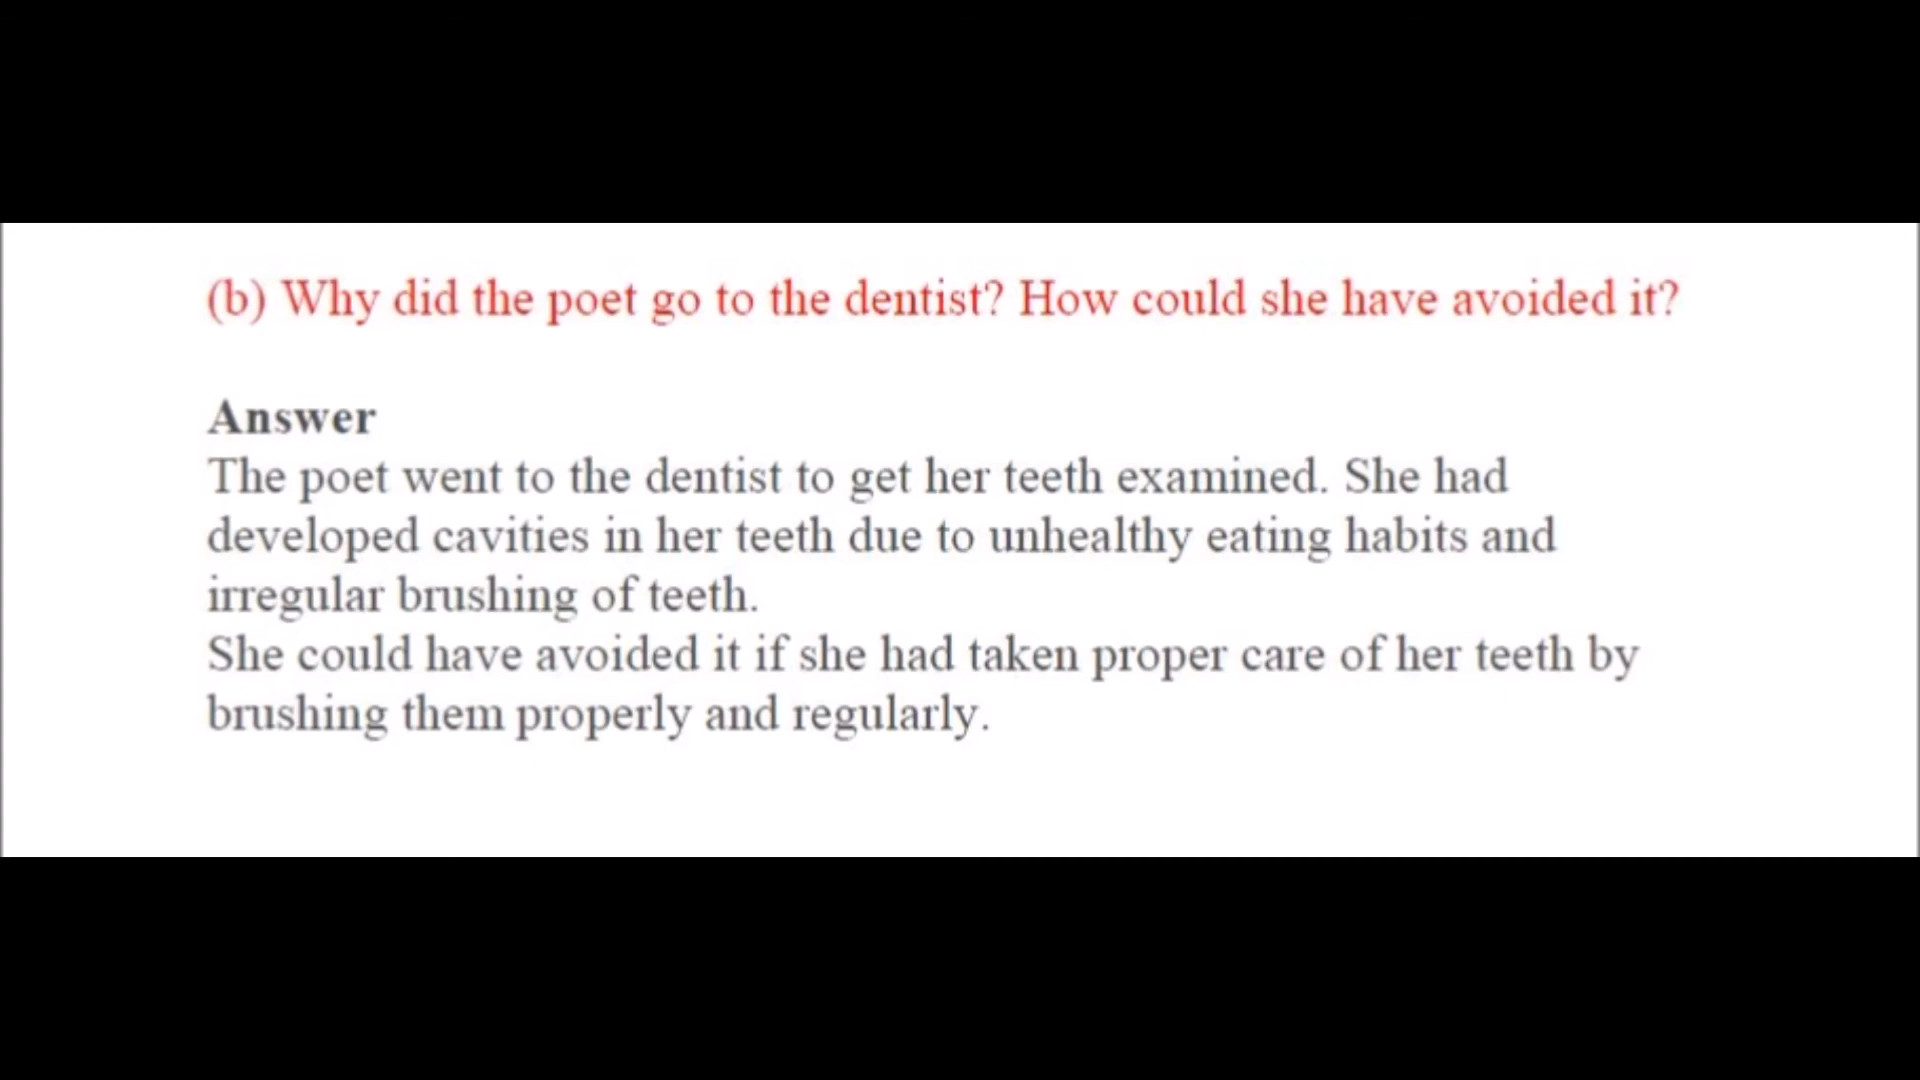 (b) Why did the poet go to the dentist? How could she have avoided it?
Answer
The poet went to the dentist to get her teeth examined. She had
developed cavities in her teeth due to unhealthy eating habits and
irregular brushing of teeth.
She could have avoided it if she had taken proper care of her teeth by
brushing them properly and regularly.